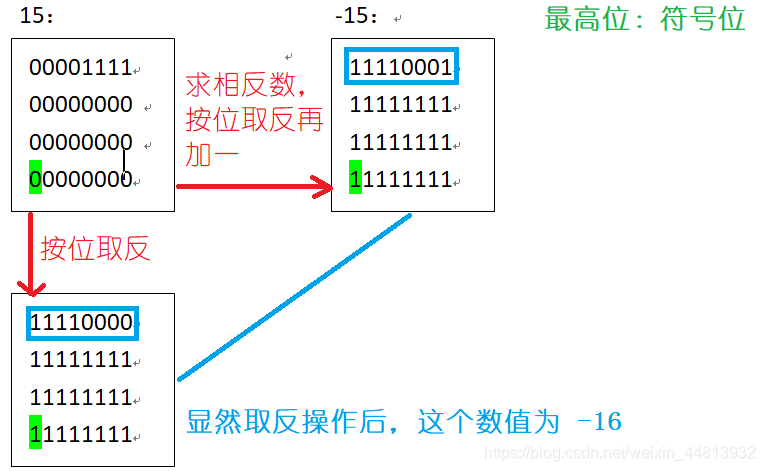 15：
-15：
最高位：符号位
00001111
00000000
00000000
00000000
求相反数，
按位取反再
加一
11110001
11111111
11111111
11111111
按位取反
11110000
11111111
11111111
11111111
显然取反操作后，这个数值为 -16
https://blog.csdn.net/weixin_44813932